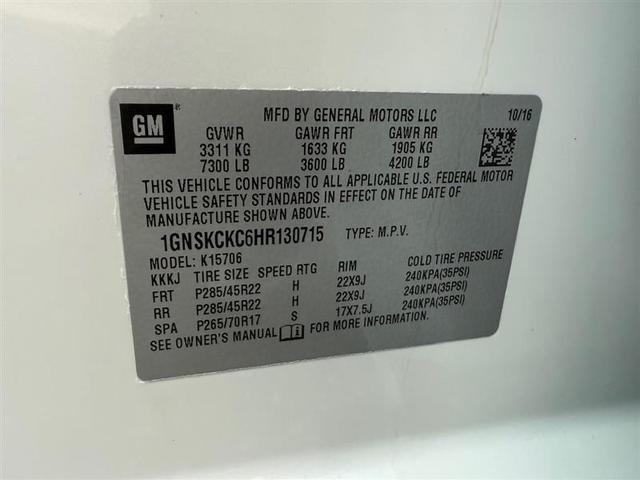 GM ®
MFD BY GENERAL MOTORS LLC 10/16
GVWR GAWR FRT GAWR RR
3311 KG 1633 KG 1905 KG
7300 LB 3600 LB 4200 LB
THIS VEHICLE CONFORMS TO ALL APPLICABLE U.S. FEDERAL MOTOR
VEHICLE SAFETY STANDARDS IN EFFECT ON THE DATE OF
MANUFACTURE SHOWN ABOVE.
1GNSKCKC6HR130715 TYPE: M.P.V.
MODEL: K15706
KKKJ TIRE SIZE SPEED RTG RIM COLD TIRE PRESSURE
FRT P285/45R22 H 22X9J 240KPA(35PSI)
RR P285/45R22 H 22X9J 240KPA(35PSI)
SPA P265/70R17 S 17X7.5J 240KPA(35PSI)
SEE OWNER'S MANUAL FOR MORE INFORMATION.